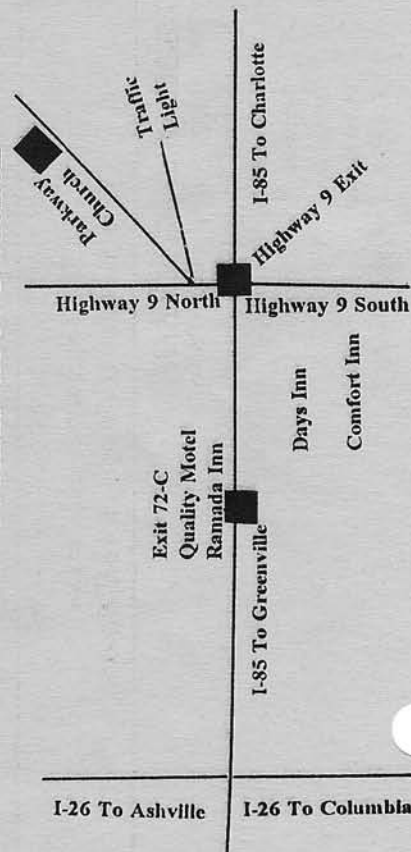 I-85 To Charlotte
Traffic
Light
Parkway
Church
Highway 9 Exit
Highway 9 North
Highway 9 South
Days Inn
Comfort Inn
Exit 72-C
Quality Motel
Ramada Inn
I-85 To Greenville
I-26 To Ashville
I-26 To Columbia